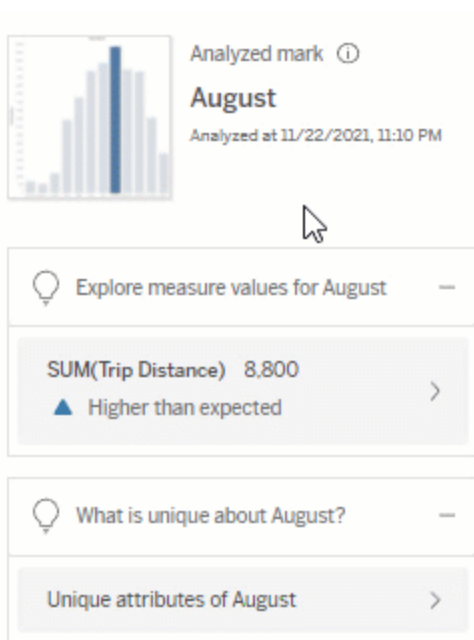 Analyzed mark
August
Analyzed at 11/22/2021, 11:10 PM
Explore measure values for August
SUM(Trip Distance) 8,800
Higher than expected
What is unique about August?
Unique attributes of August